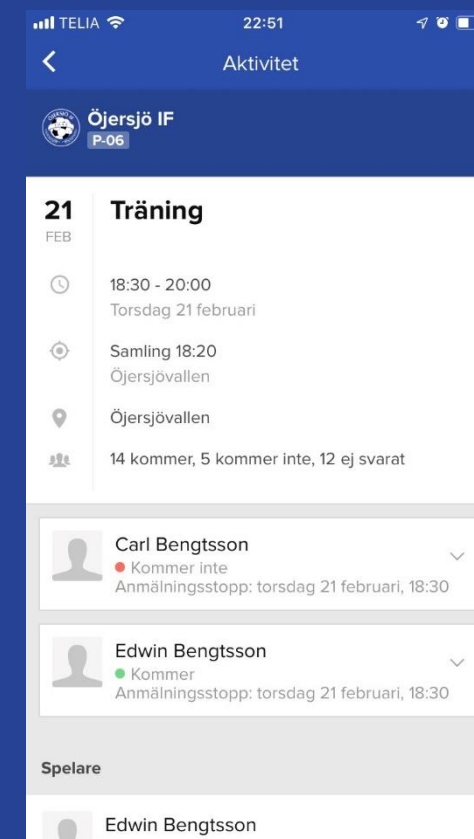 TELIA 22:51
Aktivitet
Öjersjö IF
P-06
21 Träning
FEB
18:30 - 20:00
Torsdag 21 februari
Samling 18:20
Öjersjövallen
Öjersjövallen
14 kommer, 5 kommer inte, 12 ej svarat
Carl Bengtsson
Kommer inte
Anmälningsstopp: torsdag 21 februari, 18:30
Edwin Bengtsson
Kommer
Anmälningsstopp: torsdag 21 februari, 18:30
Spelare
Edwin Bengtsson